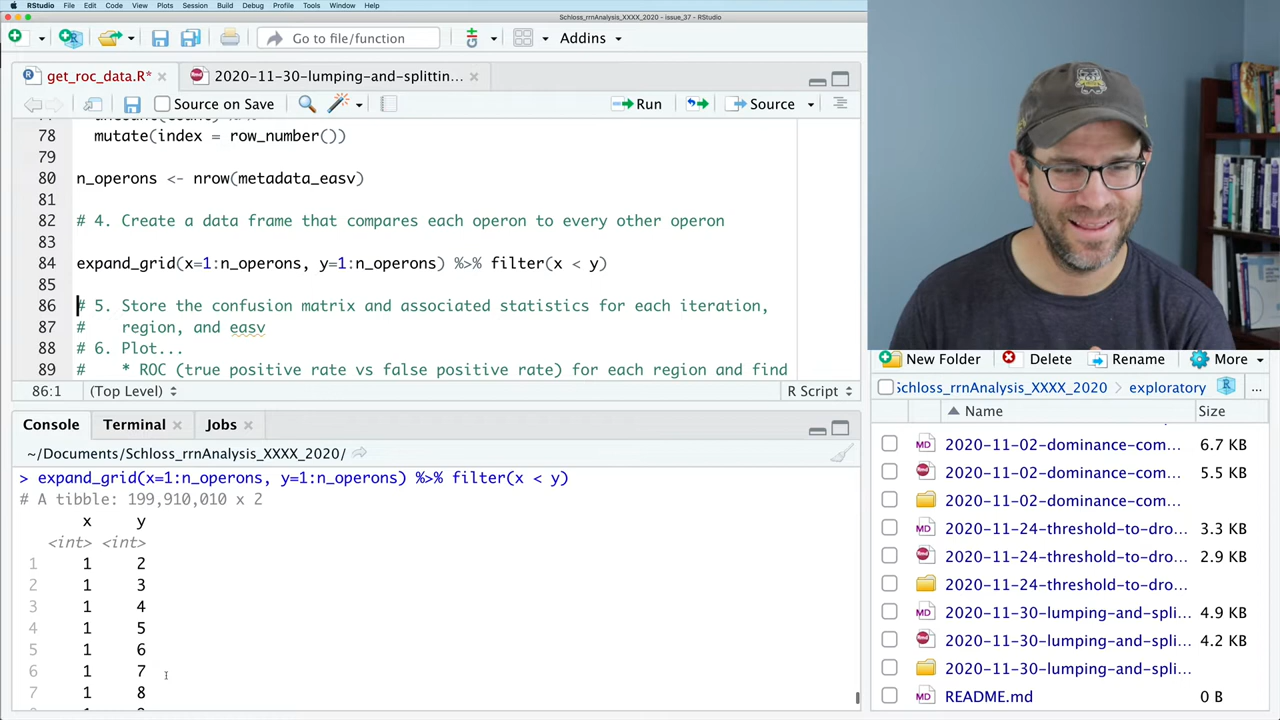 RStudio File Edit Code View Plots Session Build Debug Profile Tools Window Help
Schloss_rrnAnalysis_XXXX_2020 - issue_37 - RStudio
Go to file/function Addins
get_roc_data.R* 2020-11-30-lumping-and-splittin...
Source on Save Run Source
78 mutate(index = row_number())
79
80 n_operons <- nrow(metadata_easv)
81
82 # 4. Create a data frame that compares each operon to every other operon
83
84 expand_grid(x=1:n_operons, y=1:n_operons) %>% filter(x < y)
85
86 # 5. Store the confusion matrix and associated statistics for each iteration,
87 # region, and easv
88 # 6. Plot...
89 # * ROC (true positive rate vs false positive rate) for each region and find
86:1 (Top Level) R Script
Console Terminal Jobs
~/Documents/Schloss_rrnAnalysis_XXXX_2020/
> expand_grid(x=1:n_operons, y=1:n_operons) %>% filter(x < y)
# A tibble: 199,910,010 x 2
x y
<int> <int>
1 1 2
2 1 3
3 1 4
4 1 5
5 1 6
6 1 7
7 1 8
New Folder Delete Rename More
Schloss_rrnAnalysis_XXXX_2020 exploratory ...
Name Size
2020-11-02-dominance-com... 6.7 KB
2020-11-02-dominance-com... 5.5 KB
2020-11-02-dominance-com...
2020-11-24-threshold-to-dro... 3.3 KB
2020-11-24-threshold-to-dro... 2.9 KB
2020-11-24-threshold-to-dro...
2020-11-30-lumping-and-spli... 4.9 KB
2020-11-30-lumping-and-spli... 4.2 KB
2020-11-30-lumping-and-spli...
README.md 0 B